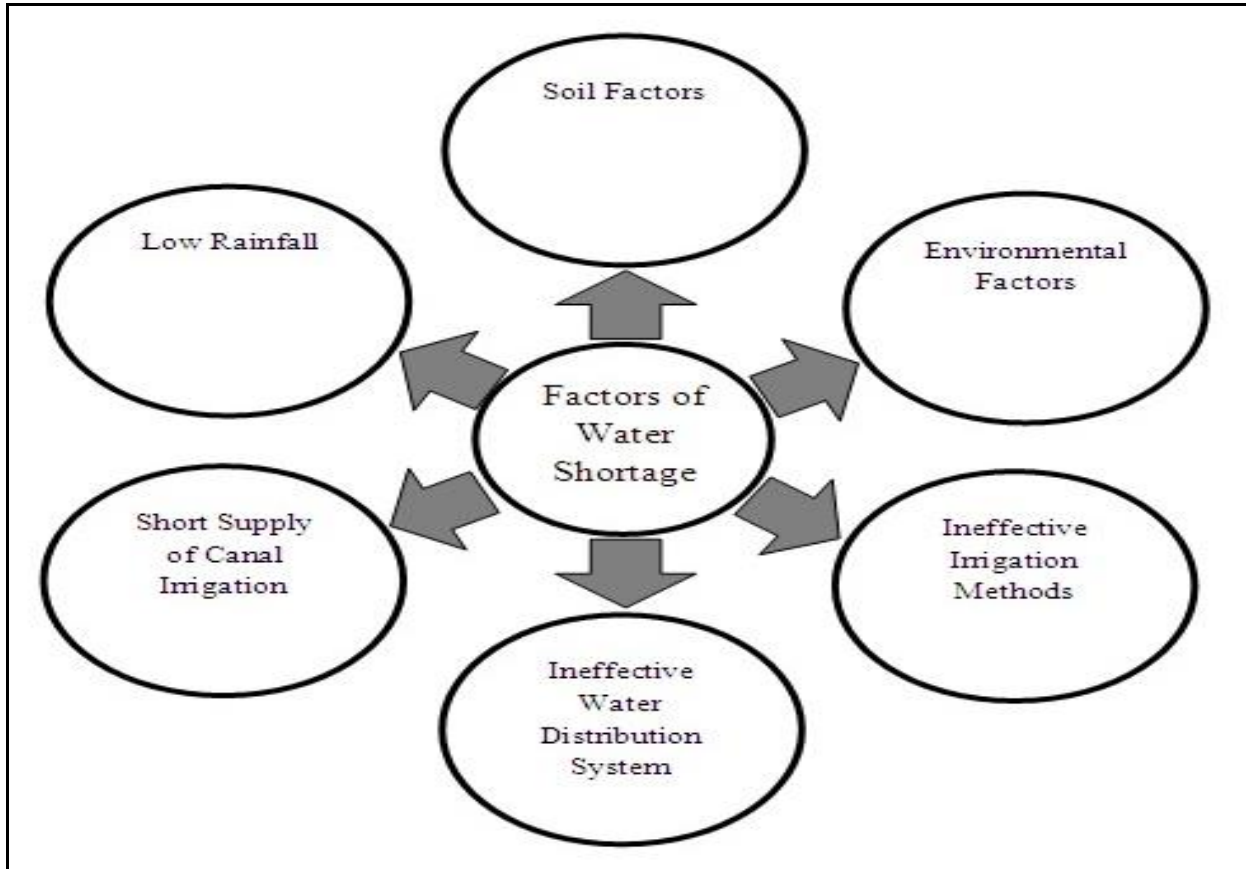 Soil Factors
Low Rainfall
Environmental
Factors
Factors of
Water
Shortage
Short Supply
of Canal
Irrigation
Ineffective
Irrigation
Methods
Ineffective
Water
Distribution
System